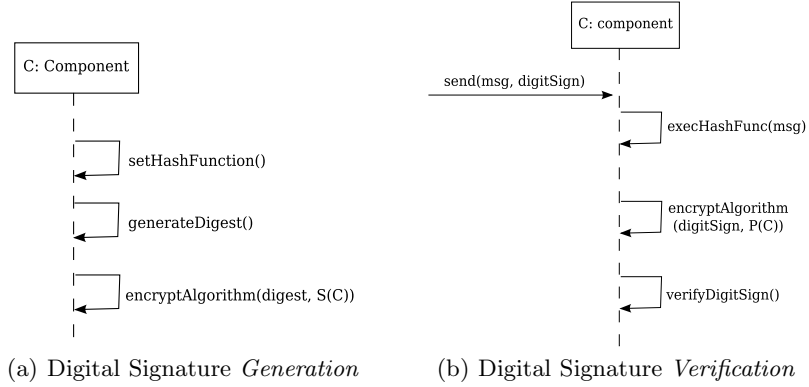 C: Component
setHashFunction()
generateDigest()
encryptAlgorithm(digest, S(C))
(a) Digital Signature Generation
C: component
send(msg, digitSign)
execHashFunc(msg)
encryptAlgorithm
(digitSign, P(C))
verifyDigitSign()
(b) Digital Signature Verification